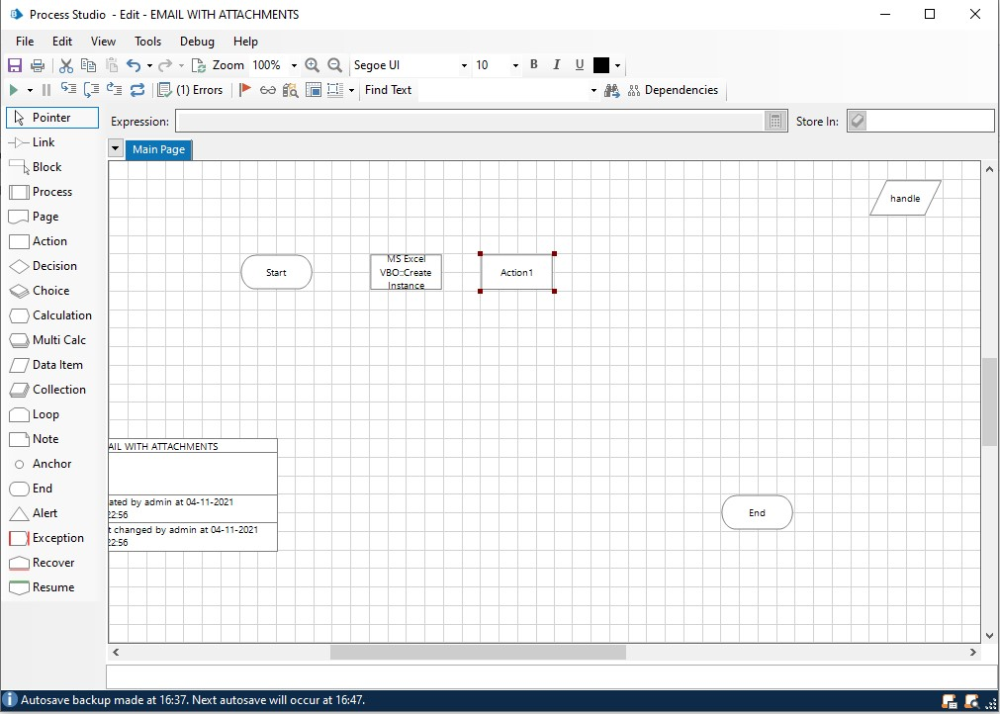 Process Studio - Edit - EMAIL WITH ATTACHMENTS
File Edit View Tools Debug Help
Zoom 100% Segoe UI 10 B I U
(1) Errors Find Text Dependencies
Pointer
Link
Block
Process
Page
Action
Decision
Choice
Calculation
Multi Calc
Data Item
Collection
Loop
Note
Anchor
End
Alert
Exception
Recover
Resume
Expression: Store In:
Main Page
handle
Start
MS Excel
VBO::Create
Instance
Action1
AIL WITH ATTACHMENTS
ated by admin at 04-11-2021
22:56
t changed by admin at 04-11-2021
22:56
End
Autosave backup made at 16:37. Next autosave will occur at 16:47.